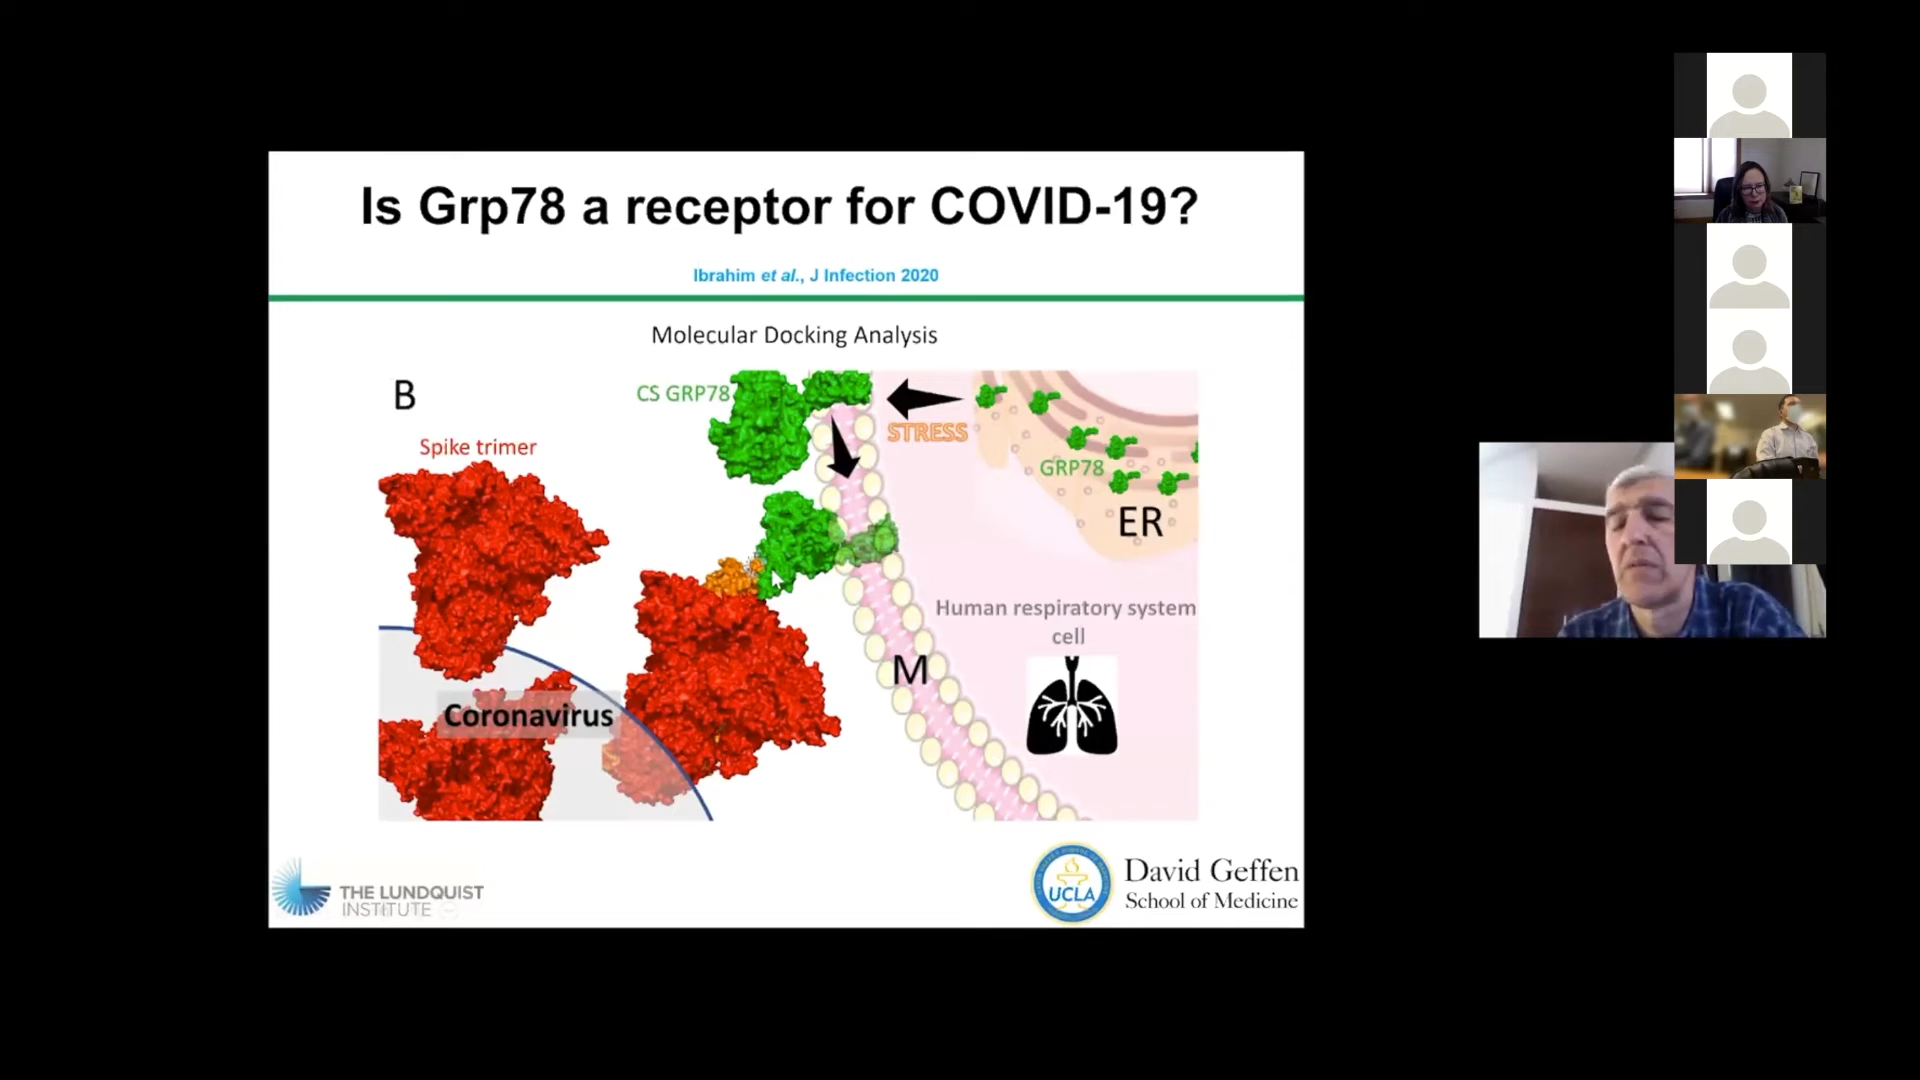 Is Grp78 a receptor for COVID-19?
Ibrahim et al., J Infection 2020
Molecular Docking Analysis
B
CS GRP78
STRESS
Spike trimer
GRP78
ER
Human respiratory system
cell
M
Coronavirus
THE LUNDQUIST
INSTITUTE
UCLA
David Geffen
School of Medicine